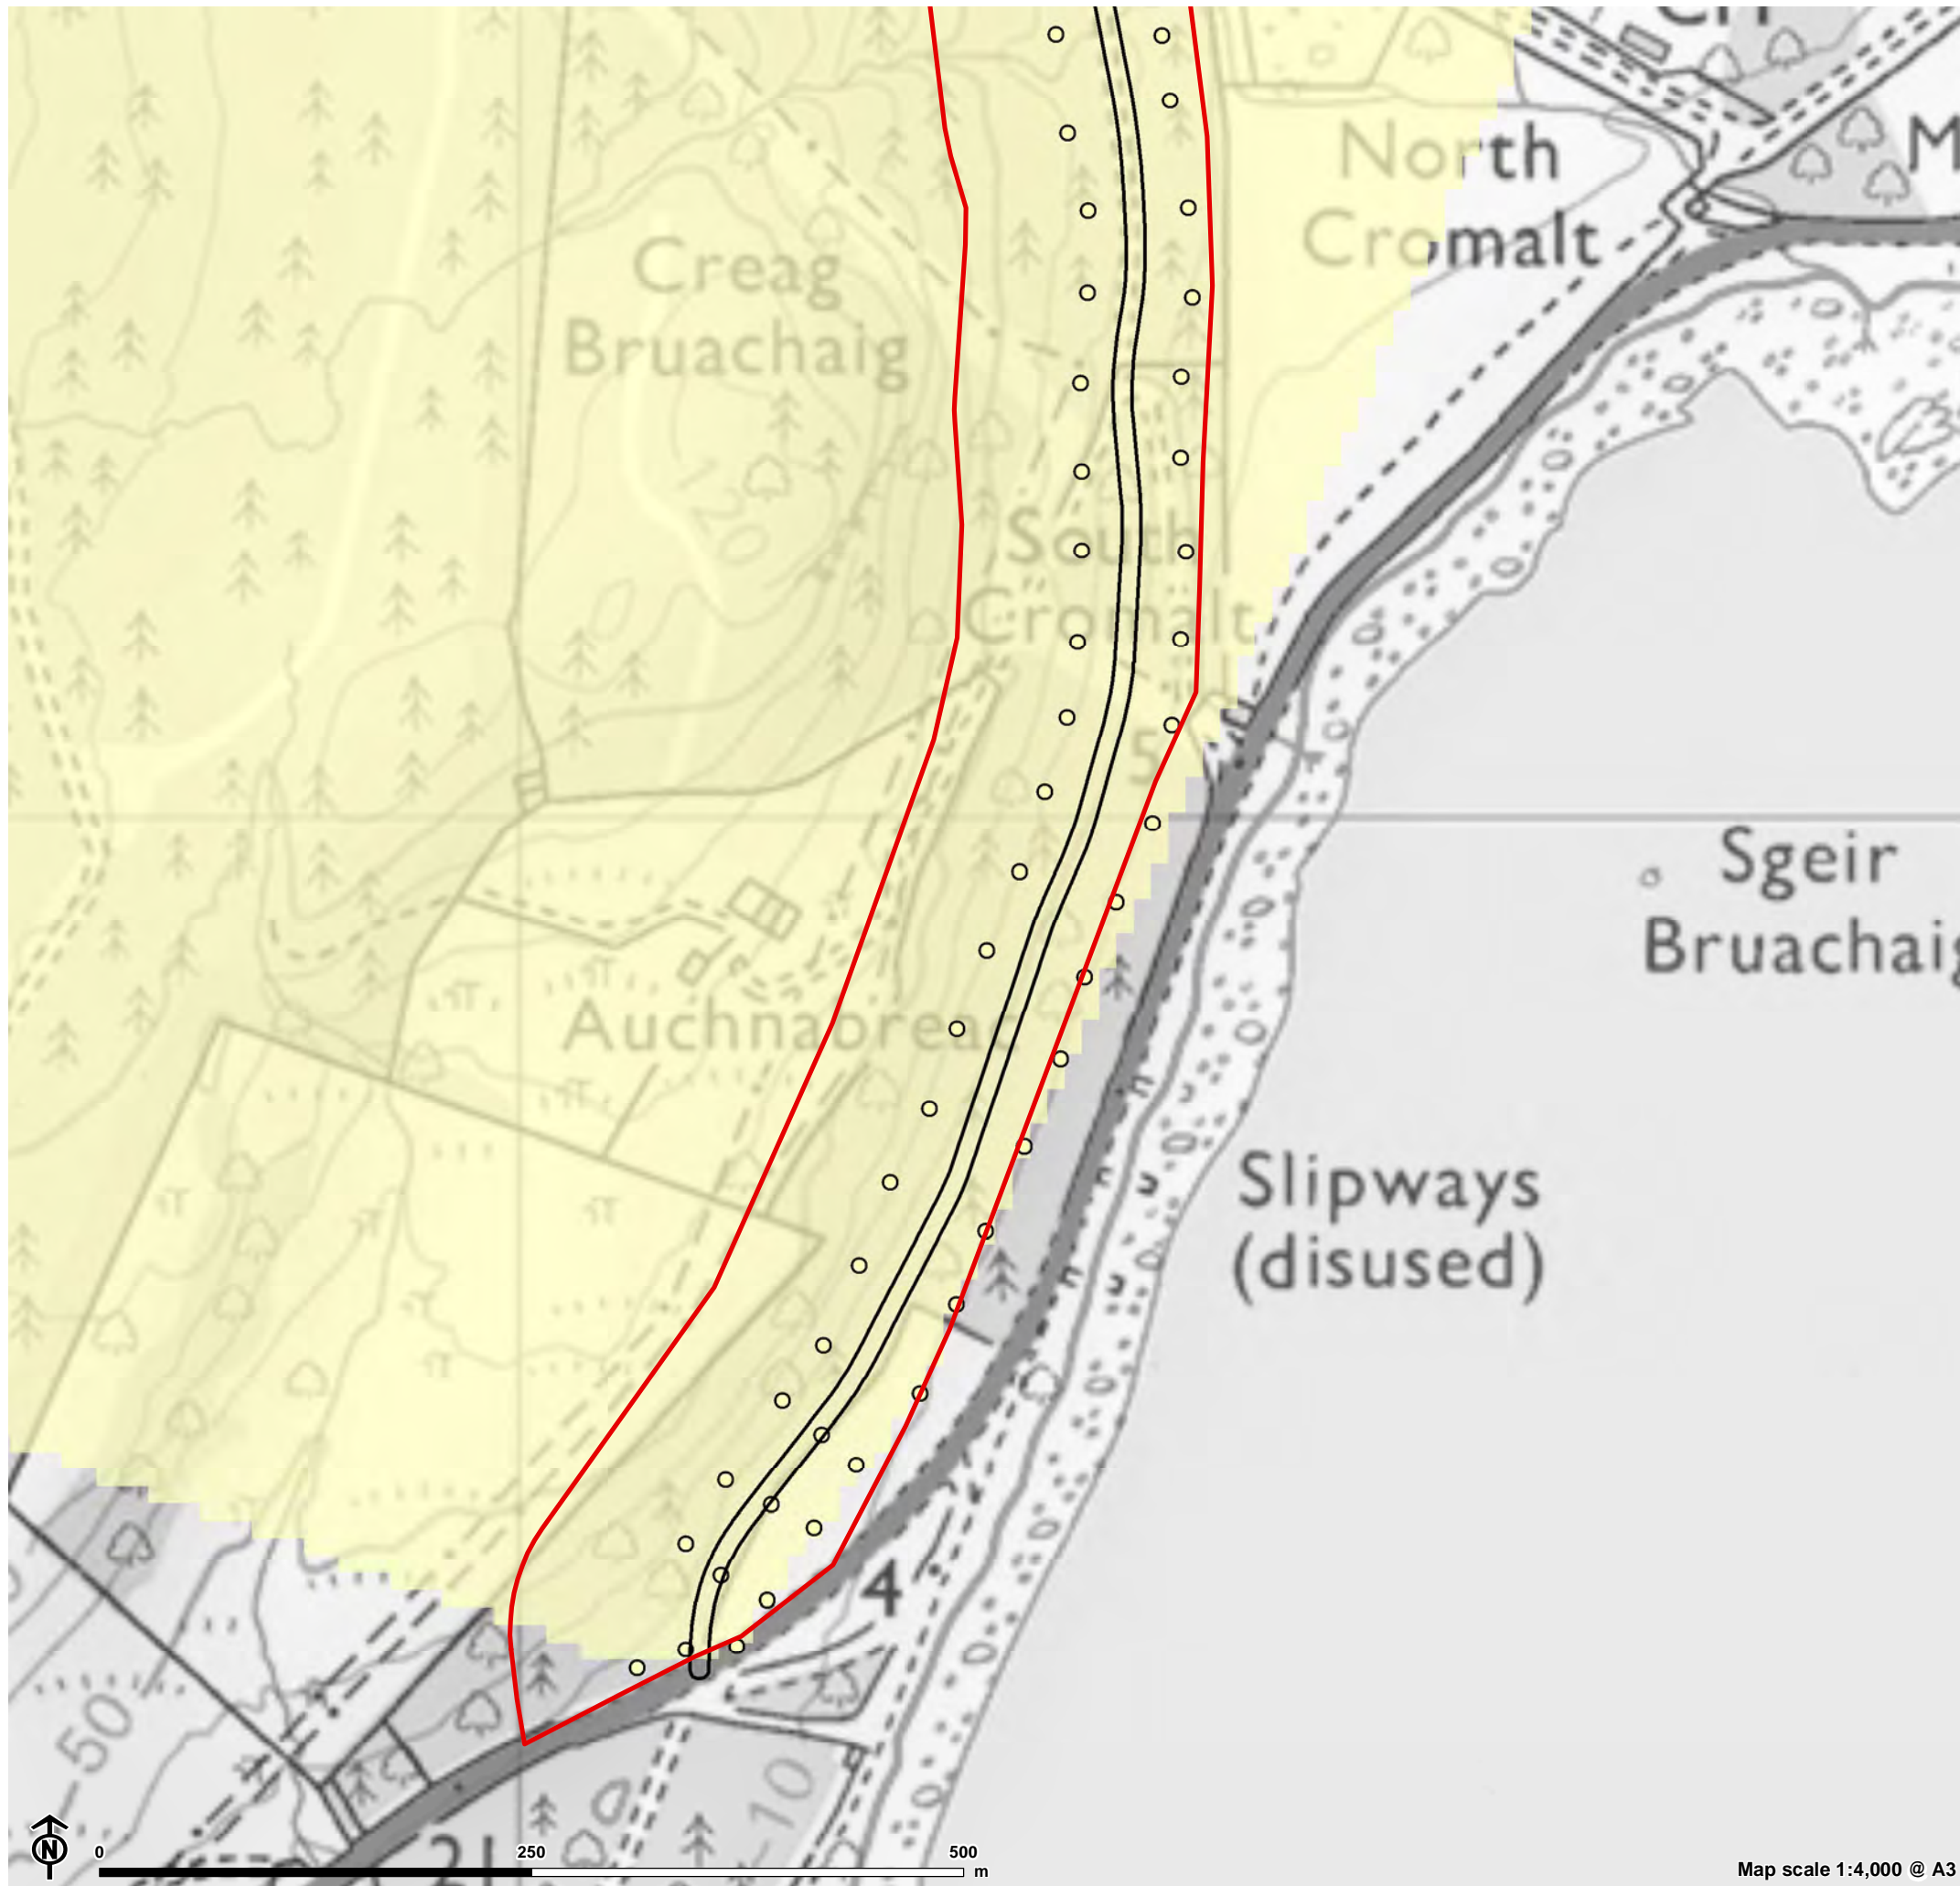 North
Cromalt
Creag
Bruachaig
120
South
Cromalt
5
Sgeir
Auchnabreac
Slipways
(disused)
4
50
10
21
N
0 250 500 m
Map scale 1:4,000 @ A3